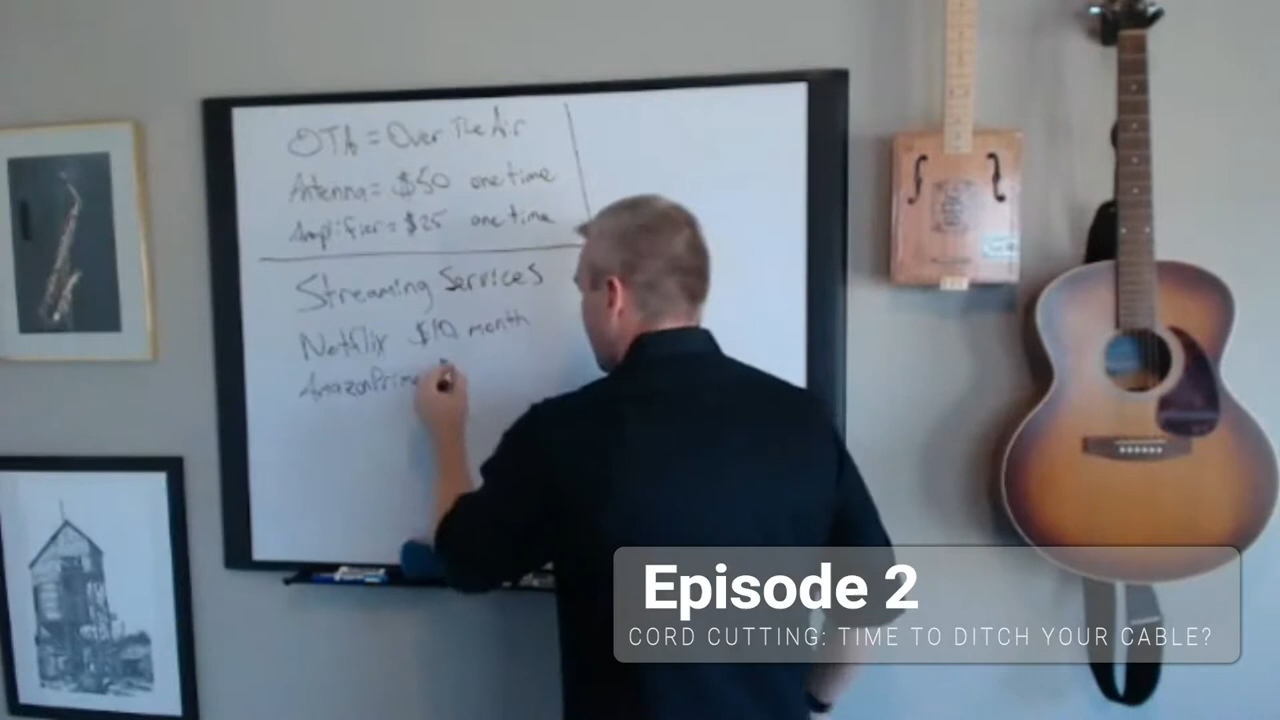 OTA = Over The Air
Antenna = $50 one time
Amplifier = $25 one time
Streaming Services
Netflix $10 month
AmazonPrime
Episode 2
CORD CUTTING: TIME TO DITCH YOUR CABLE?